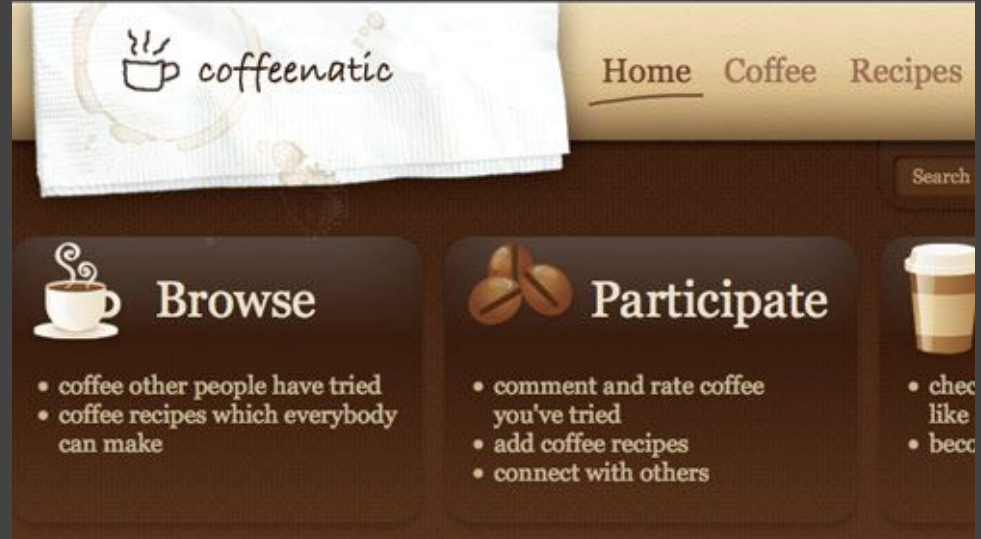 coffeenatic
Home Coffee Recipes
Search
Browse
• coffee other people have tried
• coffee recipes which everybody
can make
Participate
• comment and rate coffee
you've tried
• add coffee recipes
• connect with others
like